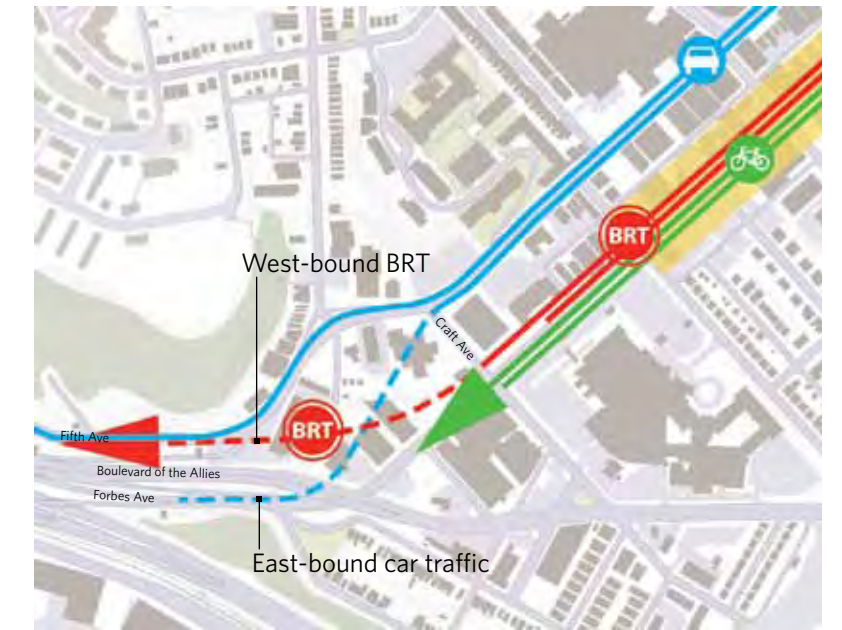 BRT
West-bound BRT
Craft Ave
BRT
Fifth Ave
Boulevard of the Allies
Forbes Ave
East-bound car traffic